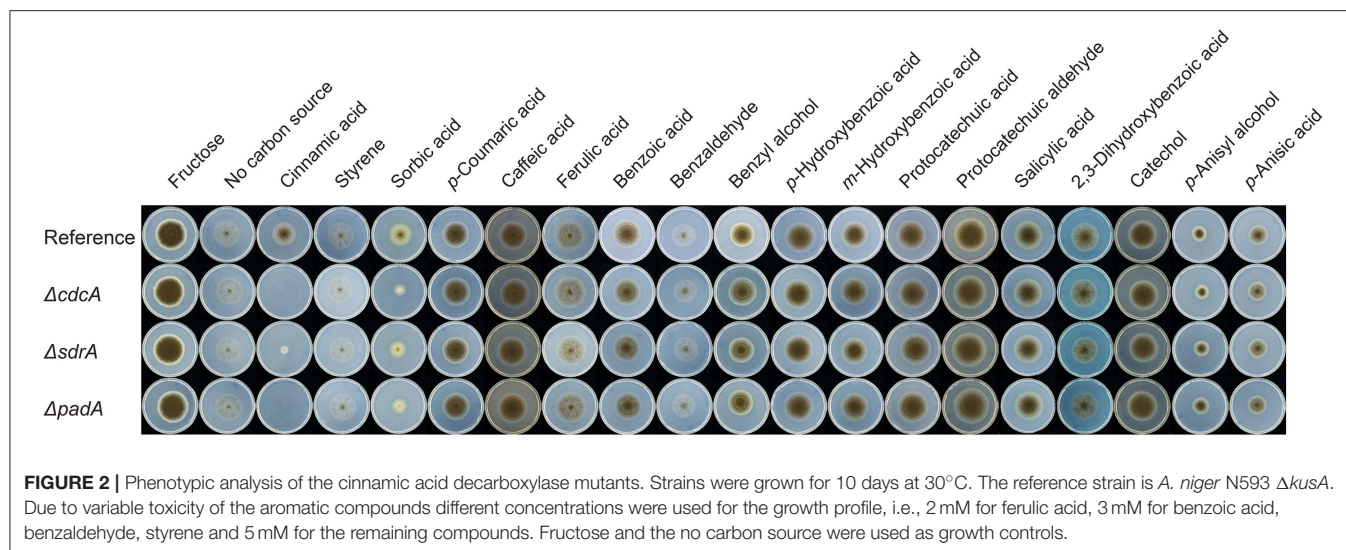 Fructose
No carbon source
Cinnamic acid
Styrene
Sorbic acid
p-Coumaric acid
Caffeic acid
Ferulic acid
Benzoic acid
Benzaldehyde
Benzyl alcohol
p-Hydroxybenzoic acid
m-Hydroxybenzoic acid
Protocatechuic acid
Protocatechuic aldehyde
Salicylic acid
2,3-Dihydroxybenzoic acid
Catechol
p-Anisyl alcohol
p-Anisic acid
Reference
ΔcdcA
ΔsdrA
ΔpadA
FIGURE 2 | Phenotypic analysis of the cinnamic acid decarboxylase mutants. Strains were grown for 10 days at 30°C. The reference strain is A. niger N593 ΔkusA.
Due to variable toxicity of the aromatic compounds different concentrations were used for the growth profile, i.e., 2 mM for ferulic acid, 3 mM for benzoic acid,
benzaldehyde, styrene and 5 mM for the remaining compounds. Fructose and the no carbon source were used as growth controls.